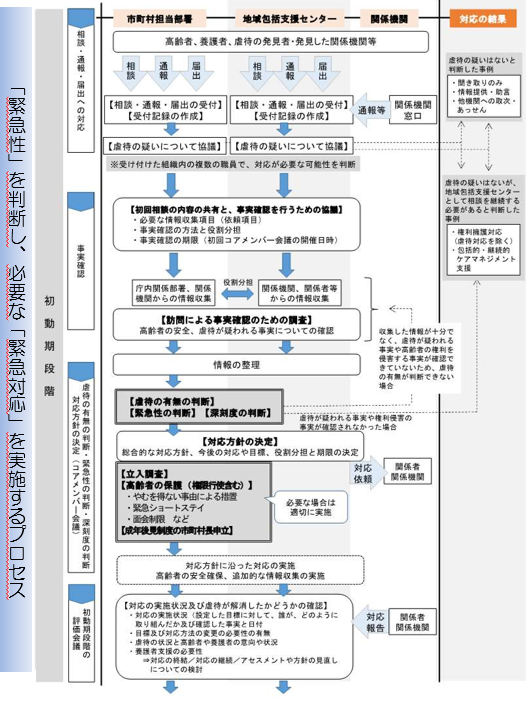 「緊急性」を判断し、必要な「緊急対応」を実施するプロセス
初動期段階
市町村担当部署
地域包括支援センター
関係機関
対応の結果
相談・通報・届出への対応
高齢者、養護者、虐待の発見者・発見した関係機関等
相談
通報
届出
相談
通報
届出
【相談・通報・届出の受付】
【受付記録の作成】
【相談・通報・届出の受付】
【受付記録の作成】
通報等
関係機関
窓口
【虐待の疑いについて協議】
【虐待の疑いについて協議】
※受け付けた組織内の複数の職員で、対応が必要な可能性を判断
虐待の疑いはないと
判断した事例
・聞き取りのみ
・情報提供・助言
・他機関への取次・
あっせん
虐待の疑いはないが、
地域包括支援センター
として相談を継続する
必要があると判断した
事例
・権利擁護対応
(虐待対応を除く)
・包括的・継続的
ケアマネジメント
支援
事実確認
【初回相談の内容の共有と、事実確認を行うための協議】
・必要な情報収集項目（依頼項目）
・事実確認の方法と役割分担
・事実確認の期限（初回コアメンバー会議の開催日時）
庁内関係部署、関係
機関からの情報収集
役割分担
関係機関、関係者等
からの情報収集
【訪問による事実確認のための調査】
高齢者の安全、虐待が疑われる事実についての確認
収集した情報が十分で
なく、虐待が疑われる
事実や高齢者の権利を
侵害する事実が確認で
きていないため、虐待
の有無が判断できない
場合
情報の整理
虐待の有無の判断・緊急性の判断・深刻度の判断
対応方針の決定（コアメンバー会議）
【虐待の有無の判断】
【緊急性の判断】【深刻度の判断】
虐待が疑われる事実や権利侵害の
事実が確認されなかった場合
【対応方針の決定】
総合的な対応方針、今後の対応や目標、役割分担と期限の決定
【立入調査】
【高齢者の保護（権限行使含む）】
・やむを得ない事由による措置
・緊急ショートステイ
・面会制限　など
【成年後見制度の市町村長申立】
必要な場合は
適切に実施
対応
依頼
関係者
関係機関
対応方針に沿った対応の実施
高齢者の安全確保、追加的な情報収集の実施
初動期段階の
評価会議
【対応の実施状況及び虐待が解消したかどうかの確認】
・対応の実施状況（設定した目標に対して、誰が、どのように
取り組んだか及び確認した事実と日付
・目標及び対応方法の変更の必要性の有無
・虐待の状況と高齢者や養護者の意向や状況
・養護者支援の必要性
⇒対応の終結／対応の継続／アセスメントや方針の見直し
についての検討
対応
報告
関係者
関係機関